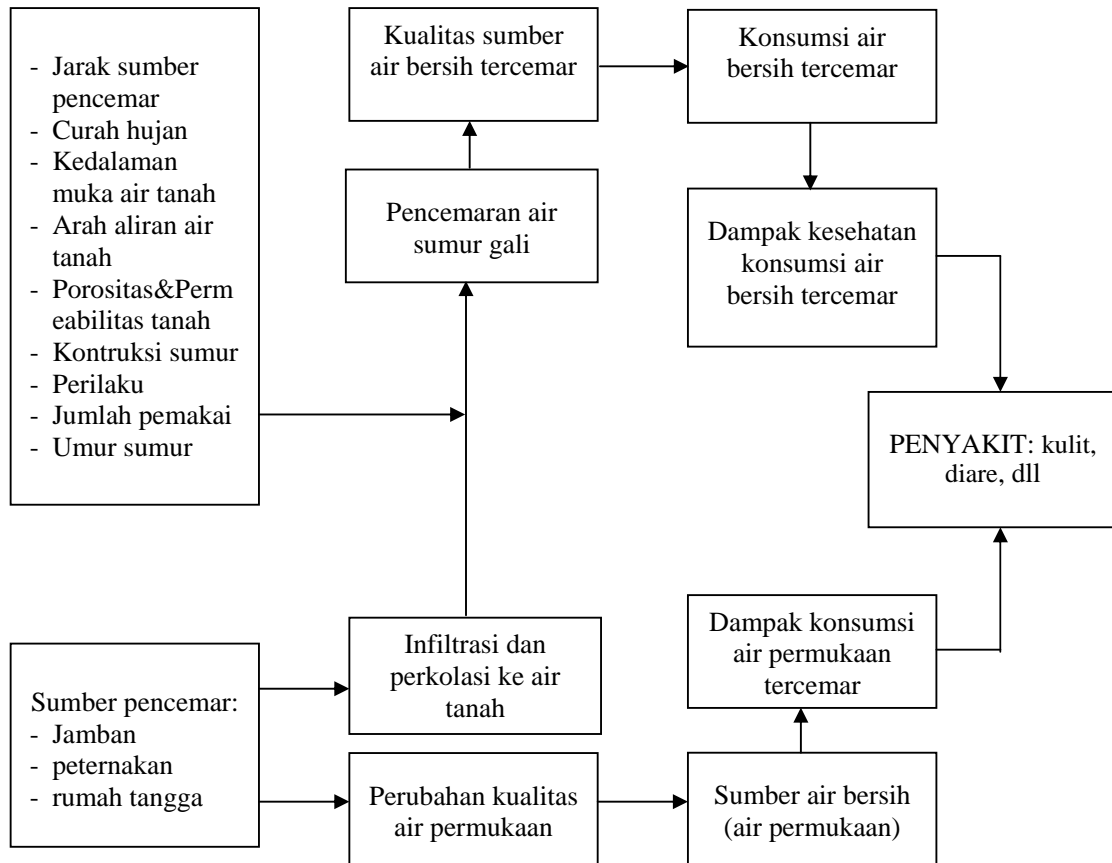 - Jarak sumber
pencemar
- Curah hujan
- Kedalaman
muka air tanah
- Arah aliran air
tanah
- Porositas&Perm
eabilitas tanah
- Kontruksi sumur
- Perilaku
- Jumlah pemakai
- Umur sumur
Kualitas sumber
air bersih tercemar
Konsumsi air
bersih tercemar
Pencemaran air
sumur gali
Dampak kesehatan
konsumsi air
bersih tercemar
PENYAKIT: kulit,
diare, dll
Sumber pencemar:
- Jamban
- peternakan
- rumah tangga
Infiltrasi dan
perkolasi ke air
tanah
Dampak konsumsi
air permukaan
tercemar
Perubahan kualitas
air permukaan
Sumber air bersih
(air permukaan)